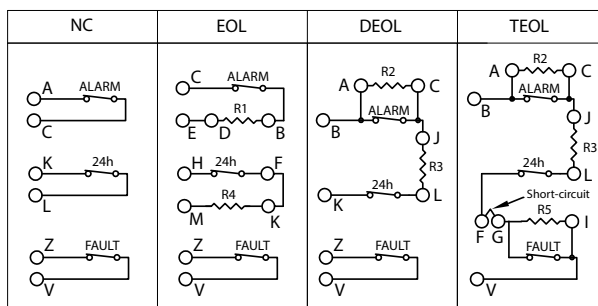 NC
EOL
DEOL
TEOL
A
ALARM
C
K
24h
L
Z
FAULT
V
C
ALARM
R1
E
D
B
H
24h
F
R4
M
K
Z
FAULT
V
R2
A
C
ALARM
B
J
R3
24h
K
L
Z
FAULT
V
R2
A
C
ALARM
B
J
R3
24h
L
Short-circuit
R5
F
G
I
FAULT
V